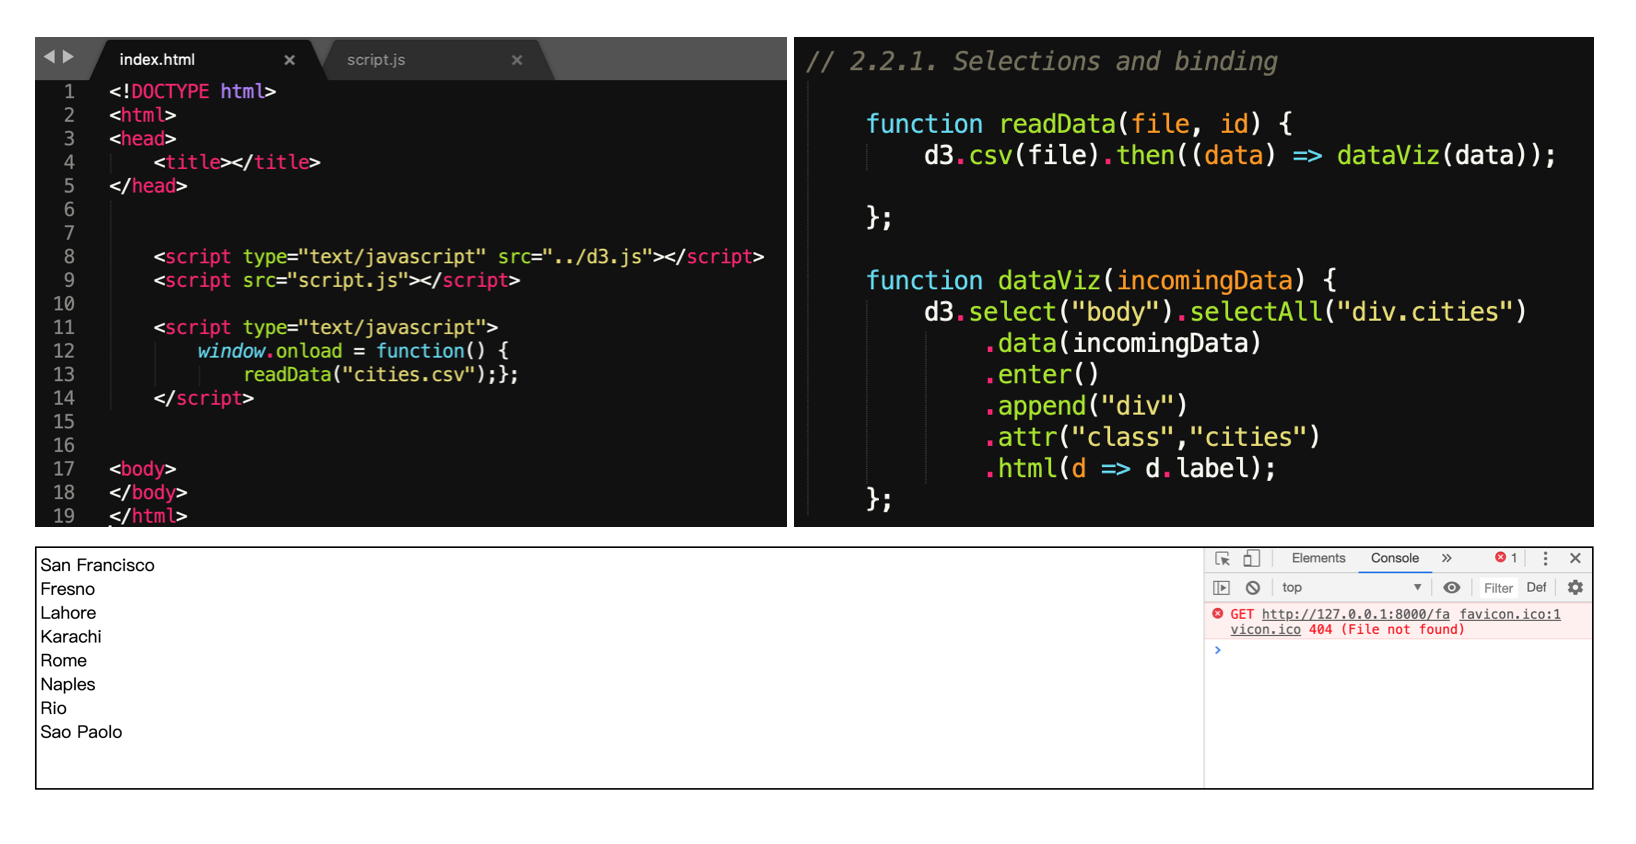 index.html × script.js ×
1 <!DOCTYPE html>
2 <html>
3 <head>
4 <title></title>
5 </head>
6
7
8 <script type="text/javascript" src="../d3.js"></script>
9 <script src="script.js"></script>
10
11 <script type="text/javascript">
12 window.onload = function() {
13 readData("cities.csv");};
14 </script>
15
16
17 <body>
18 </body>
19 </html>
// 2.2.1. Selections and binding
function readData(file, id) {
d3.csv(file).then((data) => dataViz(data));
};
function dataViz(incomingData) {
d3.select("body").selectAll("div.cities")
.data(incomingData)
.enter()
.append("div")
.attr("class","cities")
.html(d => d.label);
};
San Francisco
Fresno
Lahore
Karachi
Rome
Naples
Rio
Sao Paolo
Elements Console » 1
top Filter Def
GET http://127.0.0.1:8000/fa favicon.ico:1
vicon.ico 404 (File not found)
>